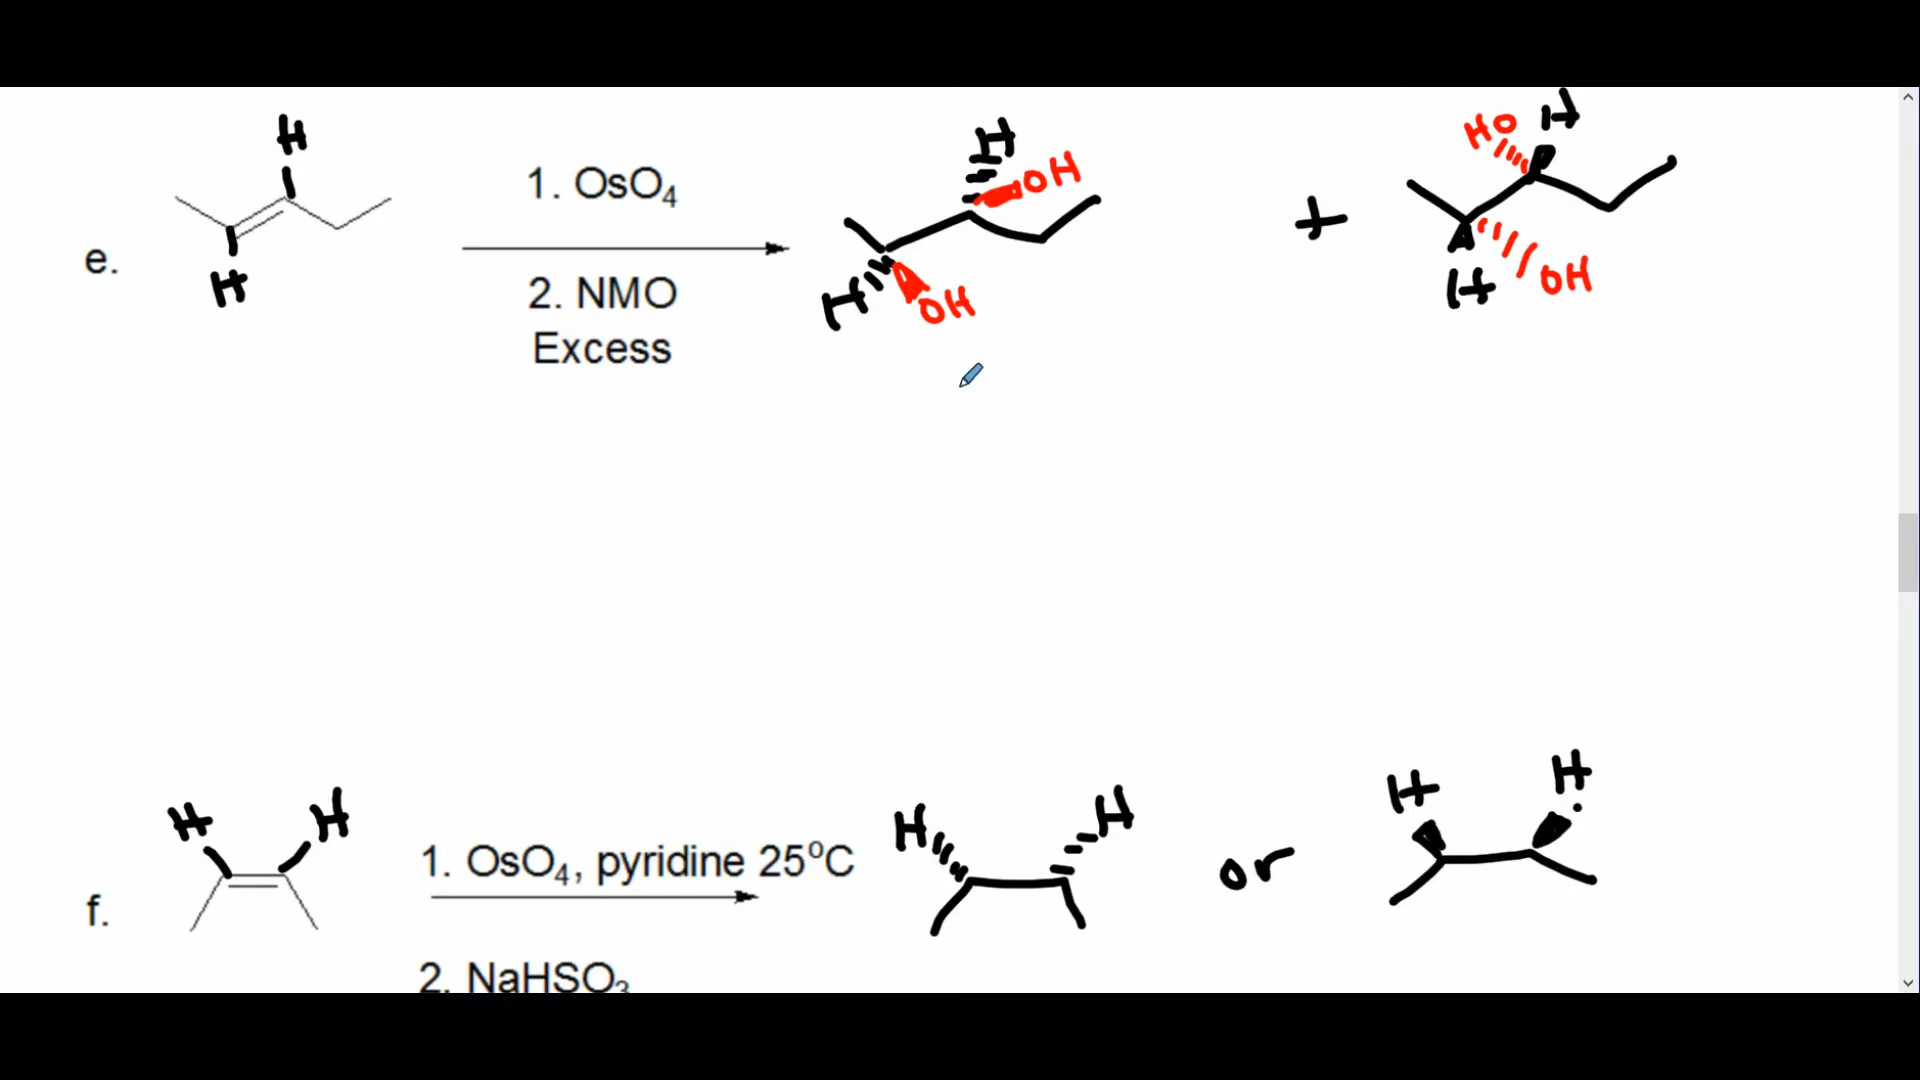 H
H
e.
1. OsO₄
2. NMO
Excess
H
OH
H
OH
+
HO
H
H
OH
f.
H
H
1. OsO₄, pyridine 25°C
2. NaHSO₃
H
H
or
H
H